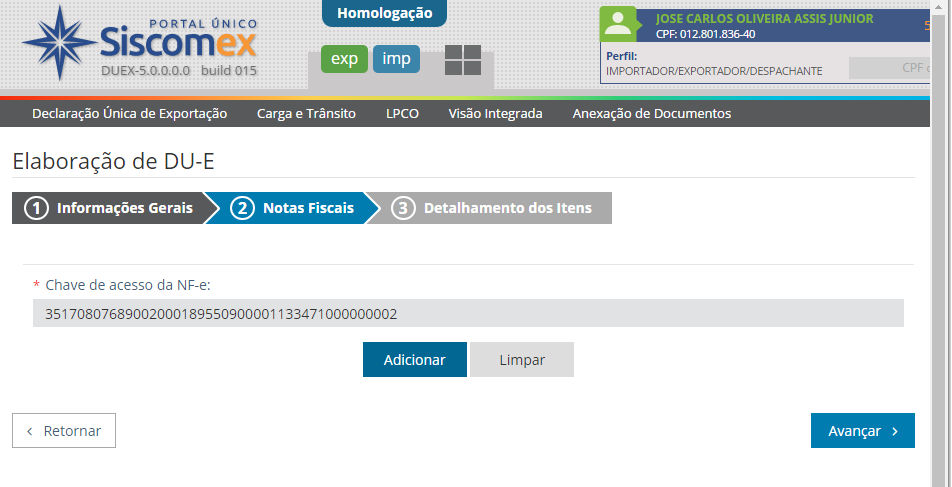 PORTAL ÚNICO
Siscomex
DUEX-5.0.0.0.0 build 015
Homologação
exp imp
JOSE CARLOS OLIVEIRA ASSIS JUNIOR
CPF: 012.801.836-40
5
Perfil:
IMPORTADOR/EXPORTADOR/DESPACHANTE
CPF
Declaração Única de Exportação Carga e Trânsito LPCO Visão Integrada Anexação de Documentos
Elaboração de DU-E
1 Informações Gerais 2 Notas Fiscais 3 Detalhamento dos Itens
* Chave de acesso da NF-e:
35170807689002000189550900001133471000000002
Adicionar Limpar
‹ Retornar
Avançar ›